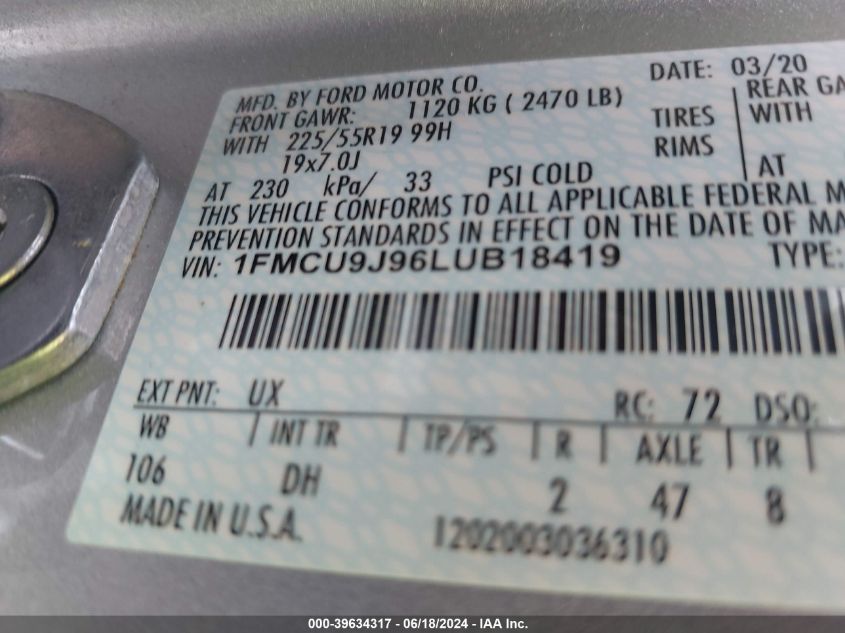 MFD. BY FORD MOTOR CO. DATE: 03/20
FRONT GAWR: 1120 KG ( 2470 LB) REAR GA
WITH 225/55R19 99H TIRES WITH
19x7.0J RIMS
AT 230 kPa/ 33 PSI COLD AT
THIS VEHICLE CONFORMS TO ALL APPLICABLE FEDERAL M
PREVENTION STANDARDS IN EFFECT ON THE DATE OF MA
VIN: 1FMCU9J96LUB18419 TYPE:
EXT PNT: UX RC: 72 DSO:
WB | INT TR | TP/PS | R | AXLE | TR |
106 DH 2 47 8
MADE IN U.S.A. 1202003036310
000-39634317 / 06/18/2024 - IAA Inc.